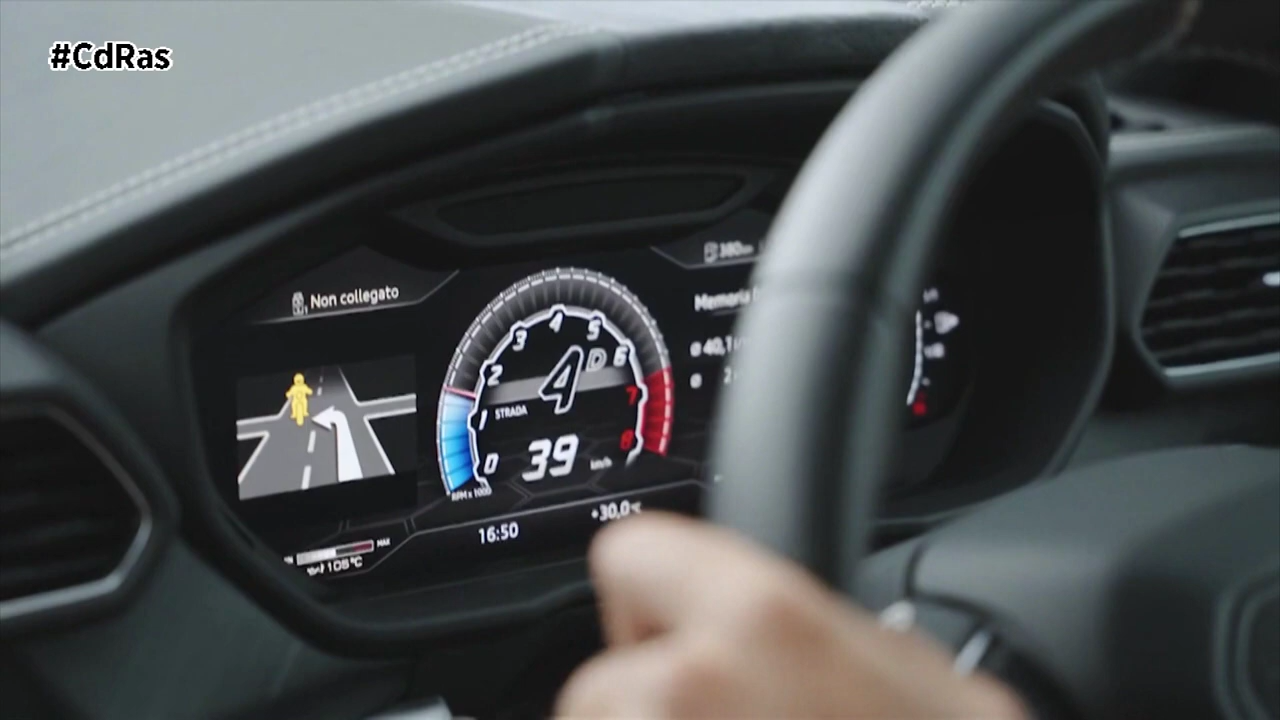 #CdRas
Non collegato
380km
Memoria
0 1 2 3 4 5 6 7 8
4 D
STRADA
39 km/h
RPM x 1000
16:50
+30,0°C
MAX
105°C